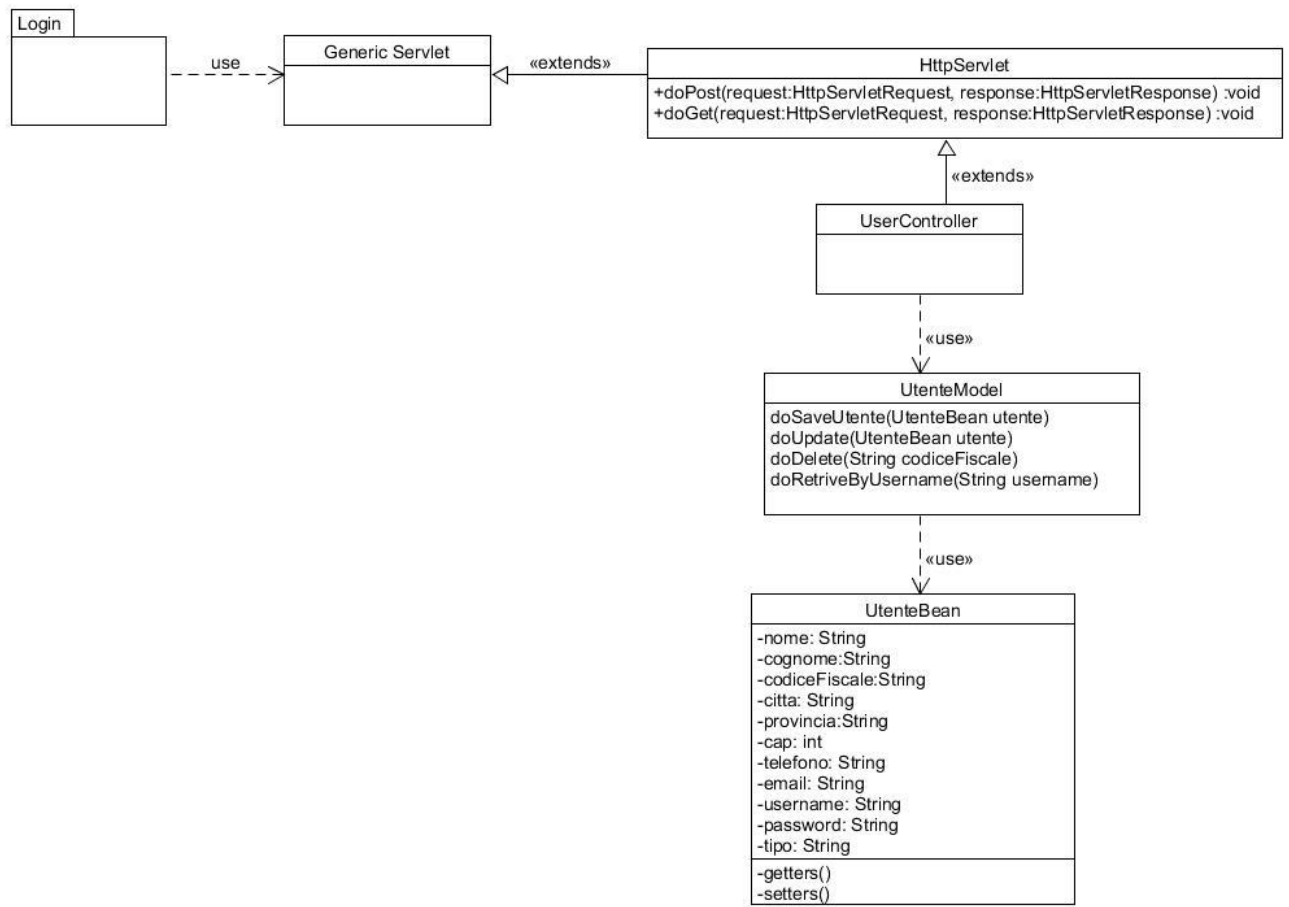 Login
use
Generic Servlet
«extends»
HttpServlet
+doPost(request:HttpServletRequest, response:HttpServletResponse) :void
+doGet(request:HttpServletRequest, response:HttpServletResponse) :void
«extends»
UserController
«use»
UtenteModel
doSaveUtente(UtenteBean utente)
doUpdate(UtenteBean utente)
doDelete(String codiceFiscale)
doRetriveByUsername(String username)
«use»
UtenteBean
-nome: String
-cognome:String
-codiceFiscale:String
-citta: String
-provincia:String
-cap: int
-telefono: String
-email: String
-username: String
-password: String
-tipo: String
-getters()
-setters()